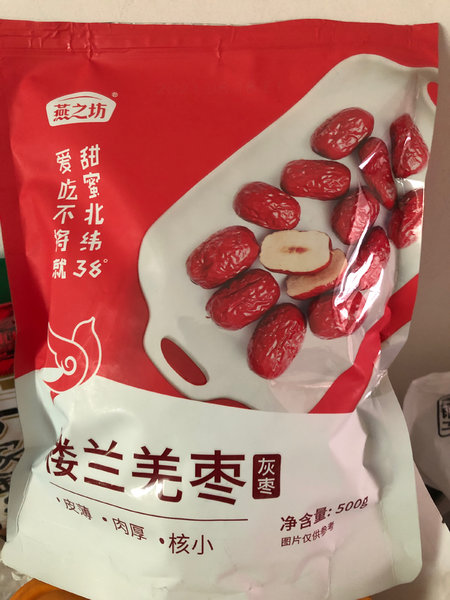 燕之坊
®
甜蜜北纬38°
爱吃不将就
楼兰羌枣
灰枣
·皮薄·肉厚·核小
净含量:500g
图片仅供参考